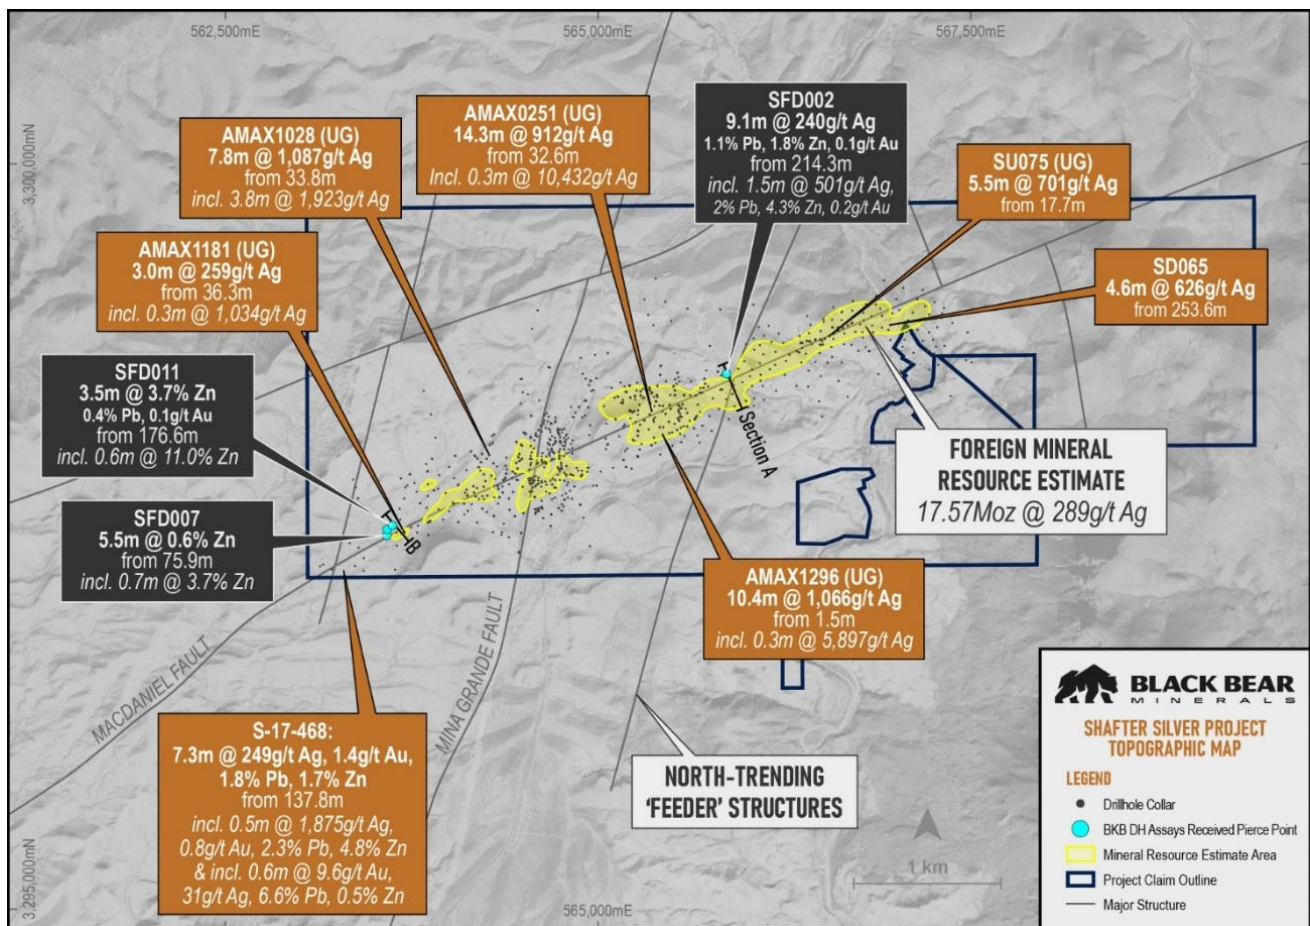 562,500mE
565,000mE
567,500mE
3,300,000mN
AMAX1028 (UG)
7.8m @ 1,087g/t Ag
from 33.8m
incl. 3.8m @ 1,923g/t Ag
AMAX0251 (UG)
14.3m @ 912g/t Ag
from 32.6m
Incl. 0.3m @ 10,432g/t Ag
SFD002
9.1m @ 240g/t Ag
1.1% Pb, 1.8% Zn, 0.1g/t Au
from 214.3m
incl. 1.5m @ 501g/t Ag,
2% Pb, 4.3% Zn, 0.2g/t Au
SU075 (UG)
5.5m @ 701g/t Ag
from 17.7m
AMAX1181 (UG)
3.0m @ 259g/t Ag
from 36.3m
incl. 0.3m @ 1,034g/t Ag
SD065
4.6m @ 626g/t Ag
from 253.6m
SFD011
3.5m @ 3.7% Zn
0.4% Pb, 0.1g/t Au
from 176.6m
incl. 0.6m @ 11.0% Zn
Section A
FOREIGN MINERAL
RESOURCE ESTIMATE
17.57Moz @ 289g/t Ag
SFD007
5.5m @ 0.6% Zn
from 75.9m
incl. 0.7m @ 3.7% Zn
B
AMAX1296 (UG)
10.4m @ 1,066g/t Ag
from 1.5m
incl. 0.3m @ 5,897g/t Ag
MACDANIEL FAULT
MINA GRANDE FAULT
S-17-468:
7.3m @ 249g/t Ag, 1.4g/t Au,
1.8% Pb, 1.7% Zn
from 137.8m
incl. 0.5m @ 1,875g/t Ag,
0.8g/t Au, 2.3% Pb, 4.8% Zn
& incl. 0.6m @ 9.6g/t Au,
31g/t Ag, 6.6% Pb, 0.5% Zn
NORTH-TRENDING
'FEEDER' STRUCTURES
1 km
3,295,000mN
565,000mE
BLACK BEAR
MINERALS
SHAFTER SILVER PROJECT
TOPOGRAPHIC MAP
LEGEND
Drillhole Collar
BKB DH Assays Received Pierce Point
Mineral Resource Estimate Area
Project Claim Outline
Major Structure